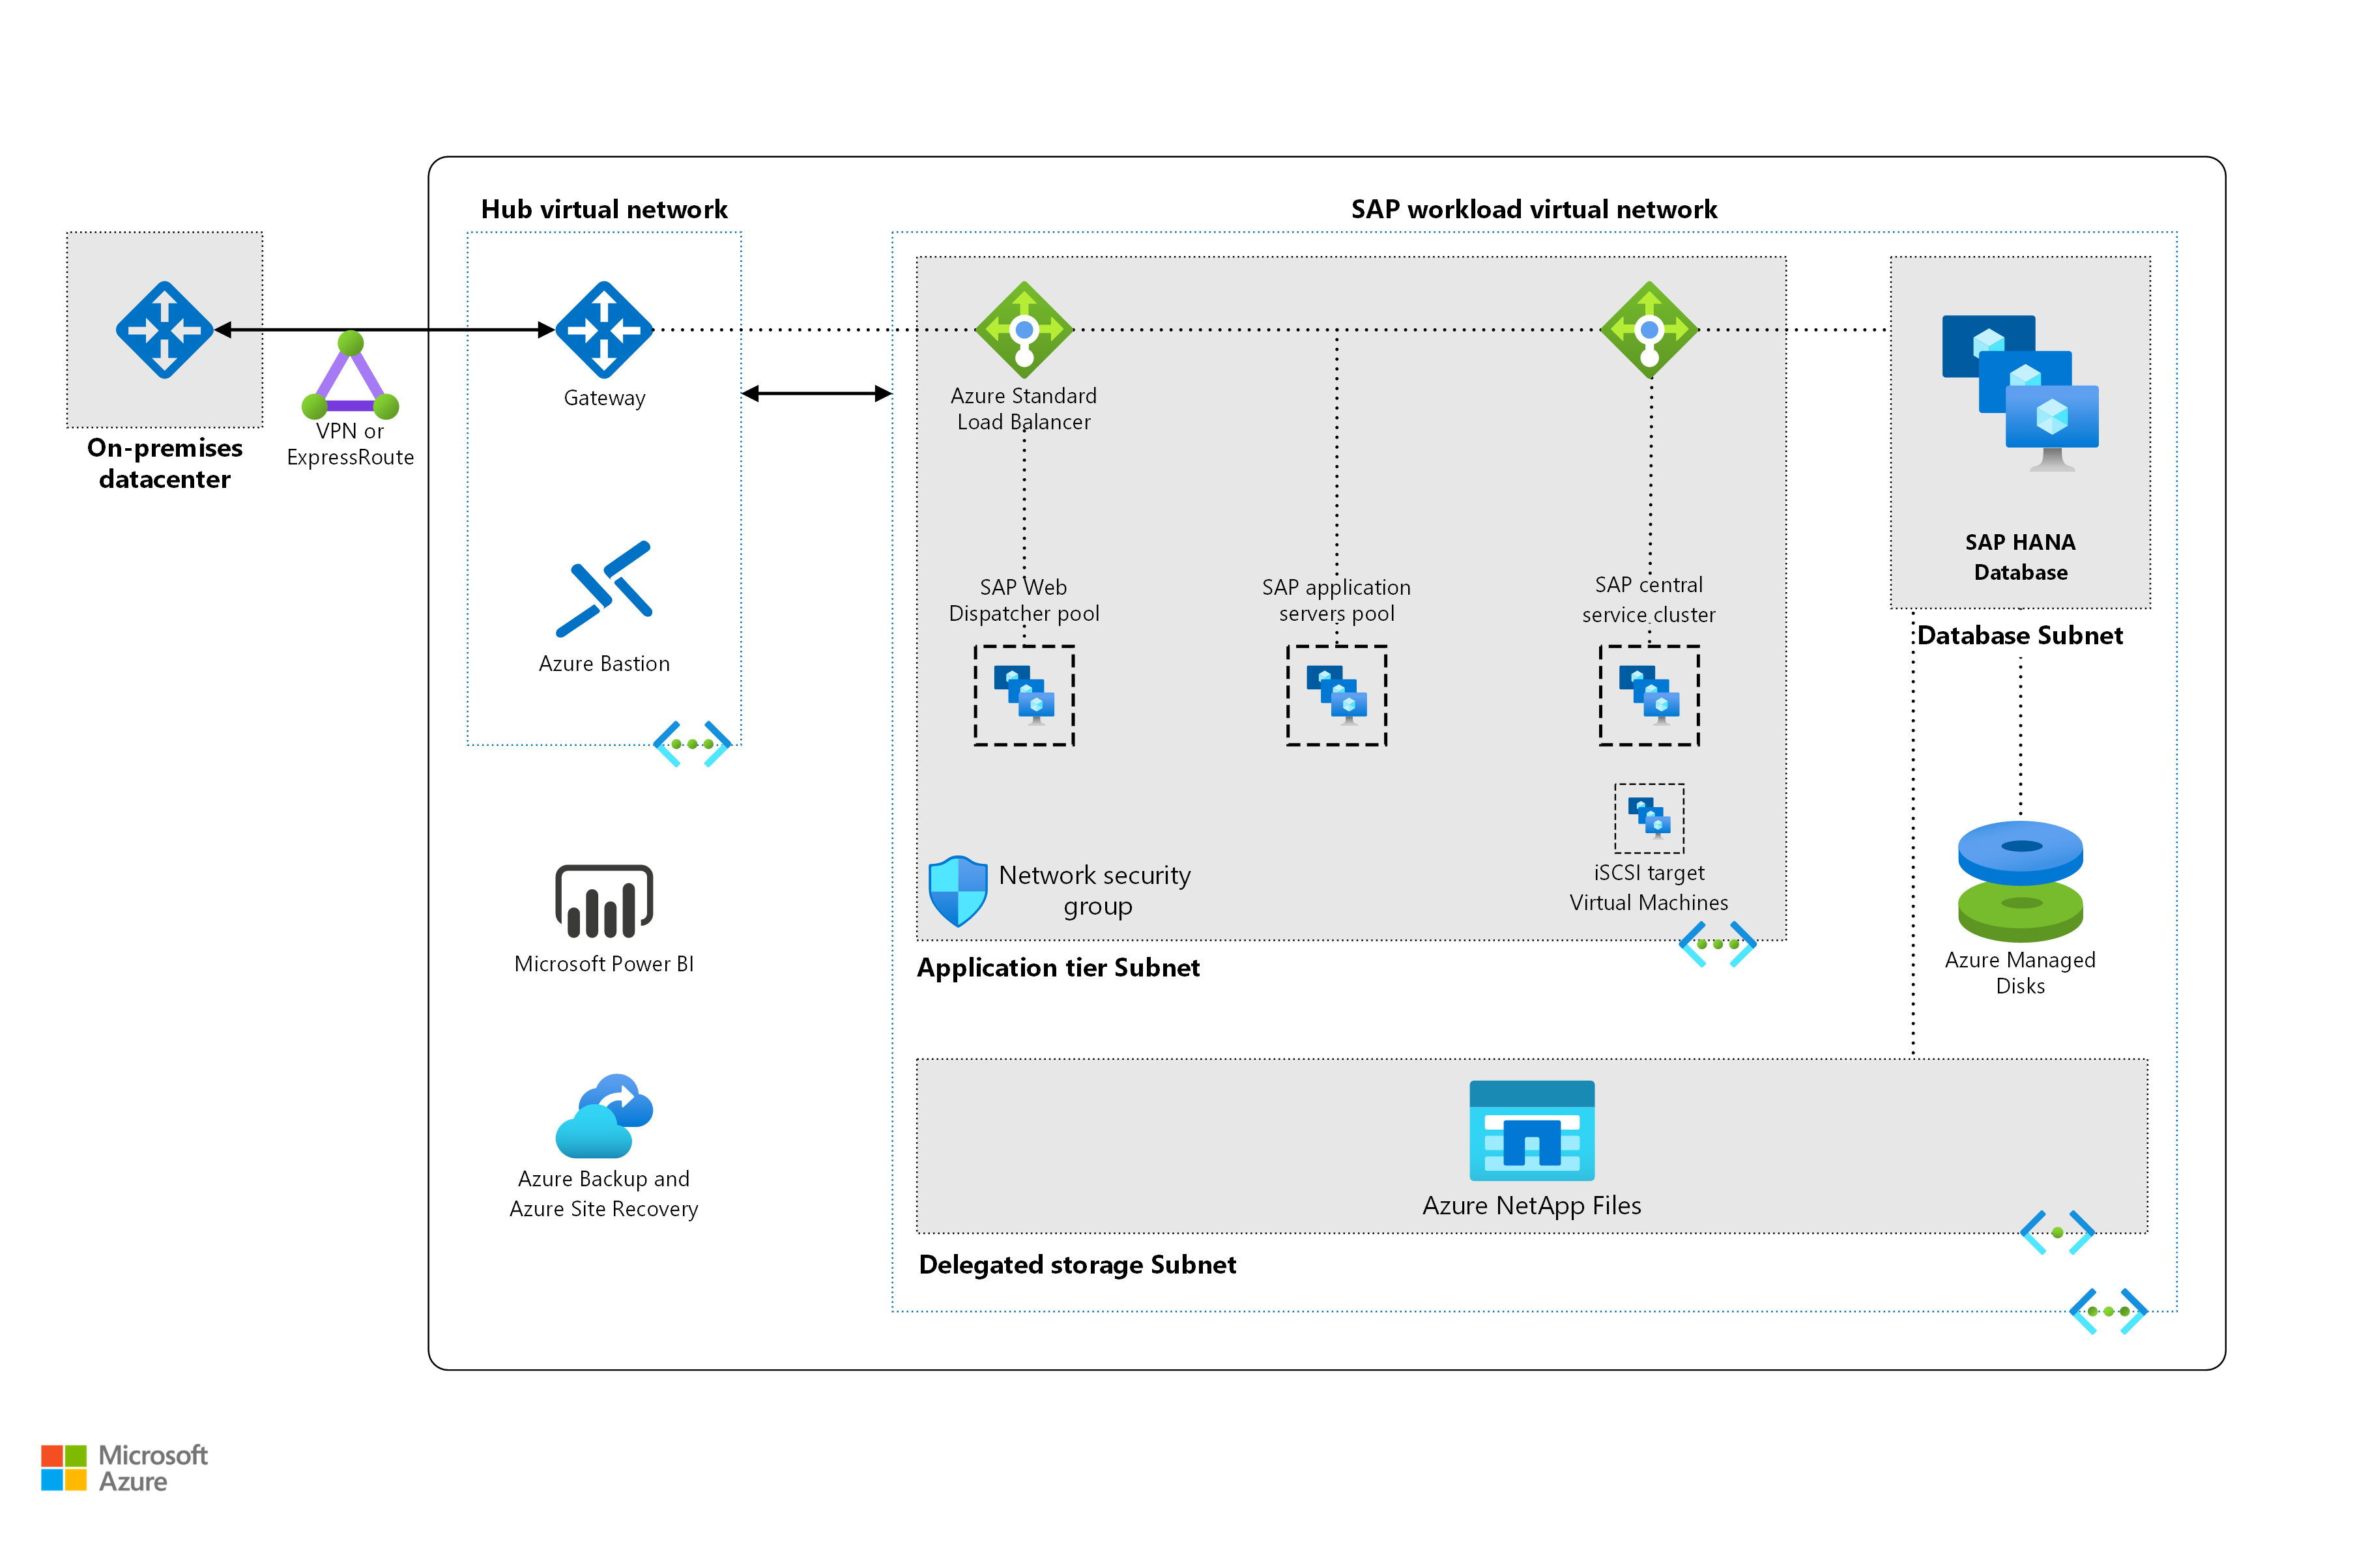 Hub virtual network
SAP workload virtual network
On-premises
datacenter
VPN or
ExpressRoute
Gateway
Azure Bastion
Azure Standard
Load Balancer
SAP Web
Dispatcher pool
SAP application
servers pool
SAP central
service cluster
iSCSI target
Virtual Machines
Network security
group
Application tier Subnet
SAP HANA
Database
Database Subnet
Azure Managed
Disks
Microsoft Power BI
Azure Backup and
Azure Site Recovery
Azure NetApp Files
Delegated storage Subnet
Microsoft
Azure